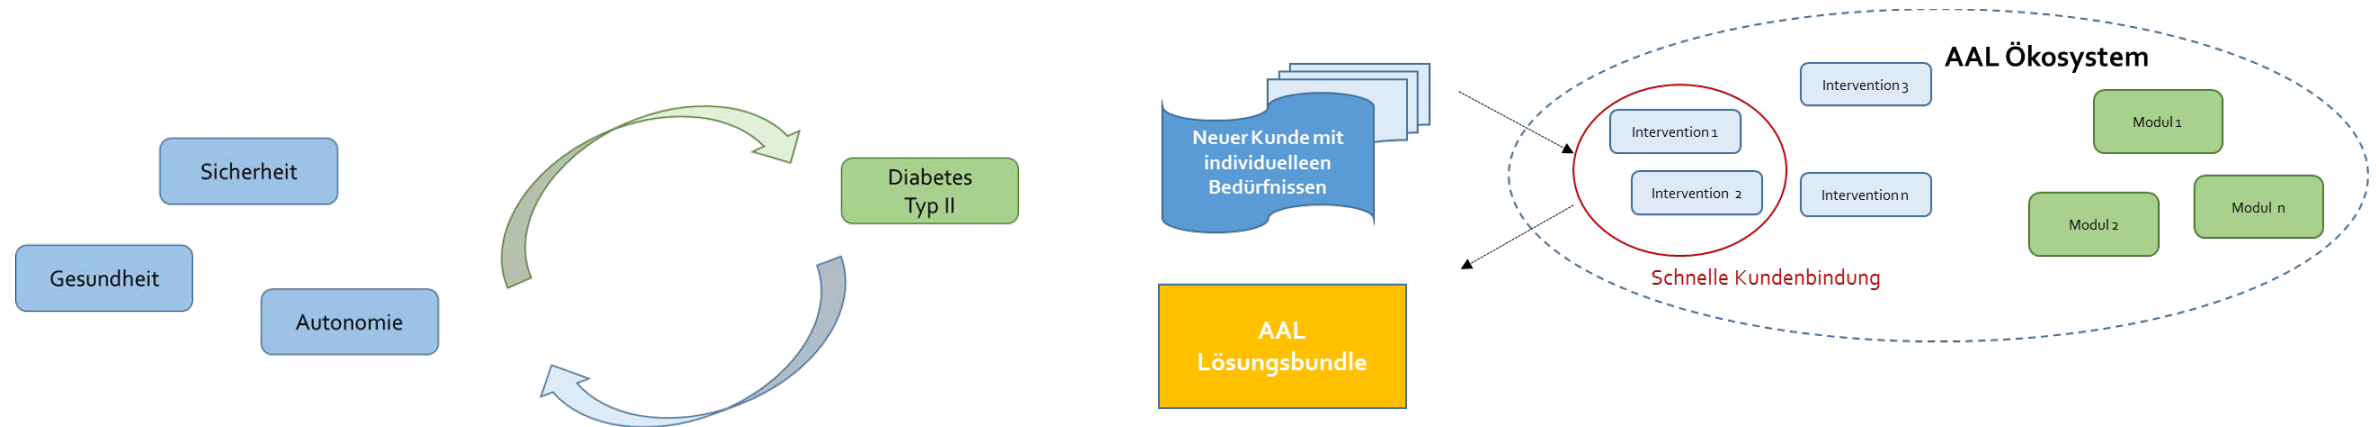 Sicherheit
Gesundheit
Autonomie
Diabetes
Typ II
Neuer Kunde mit
individuelleen
Bedürfnissen
AAL
Lösungsbundle
AAL Ökosystem
Intervention 1
Intervention 2
Intervention 3
Intervention n
Schnelle Kundenbindung
Modul 1
Modul 2
Modul n